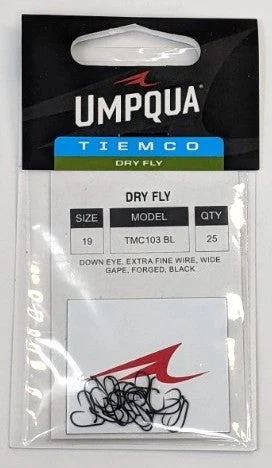 UMPQUA
TIEMCO
DRY FLY
DRY FLY
SIZE MODEL QTY
19 TMC103 BL 25
DOWN EYE, EXTRA FINE WIRE, WIDE
GAPE, FORGED, BLACK